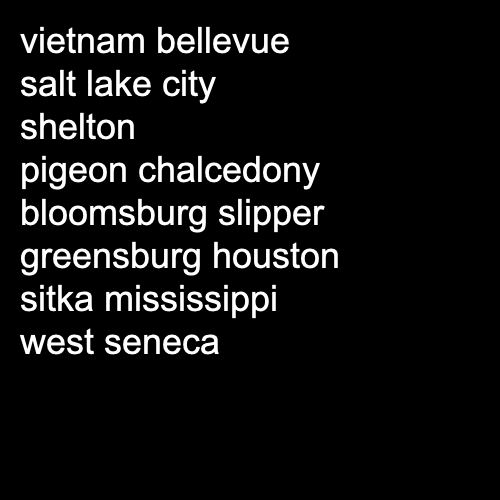 vietnam bellevue
salt lake city
shelton
pigeon chalcedony
bloomsburg slipper
greensburg houston
sitka mississippi
west seneca